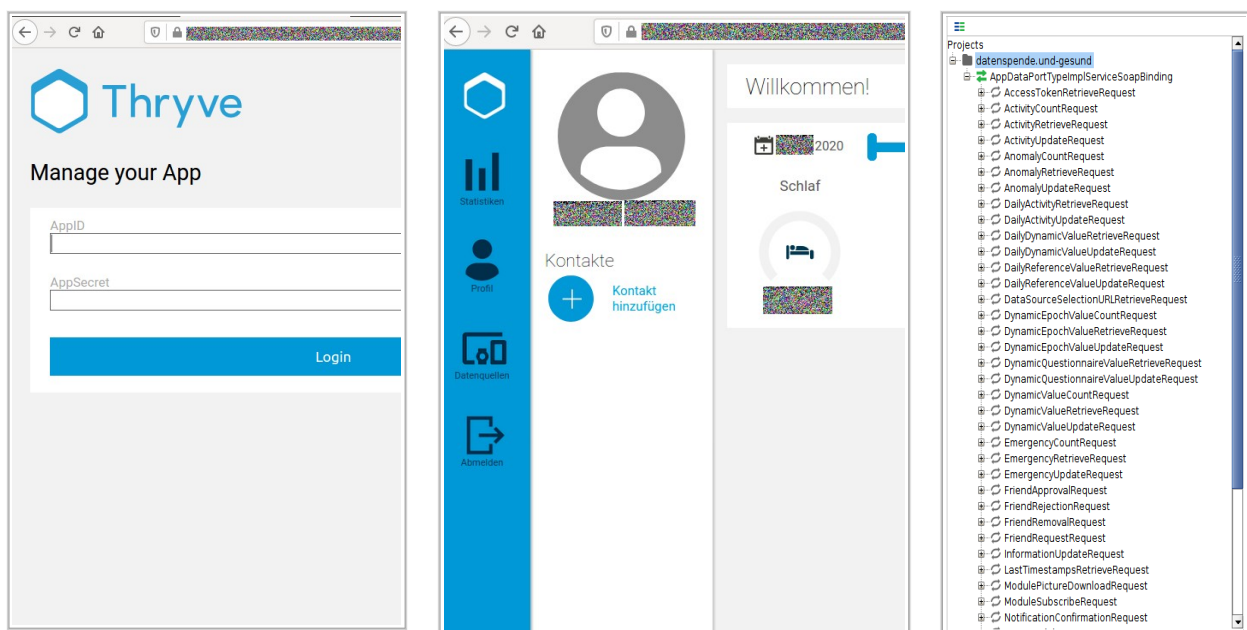 Thryve
Manage your App
AppID
AppSecret
Login
Statistiken
Profil
Datenquellen
Abmelden
Kontakte
Kontakt
hinzufügen
Willkommen!
2020
Schlaf
Projects
datenspende.und-gesund
AppDataPortTypeImplServiceSoapBinding
AccessTokenRetrieveRequest
ActivityCountRequest
ActivityRetrieveRequest
ActivityUpdateRequest
AnomalyCountRequest
AnomalyRetrieveRequest
AnomalyUpdateRequest
DailyActivityRetrieveRequest
DailyActivityUpdateRequest
DailyDynamicValueRetrieveRequest
DailyDynamicValueUpdateRequest
DailyReferenceValueRetrieveRequest
DailyReferenceValueUpdateRequest
DataSourceSelectionURLRetrieveRequest
DynamicEpochValueCountRequest
DynamicEpochValueRetrieveRequest
DynamicEpochValueUpdateRequest
DynamicQuestionnaireValueRetrieveRequest
DynamicQuestionnaireValueUpdateRequest
DynamicValueCountRequest
DynamicValueRetrieveRequest
DynamicValueUpdateRequest
EmergencyCountRequest
EmergencyRetrieveRequest
EmergencyUpdateRequest
FriendApprovalRequest
FriendRejectionRequest
FriendRemovalRequest
FriendRequestRequest
InformationUpdateRequest
LastTimestampsRetrieveRequest
ModulePictureDownloadRequest
ModuleSubscribeRequest
NotificationConfirmationRequest